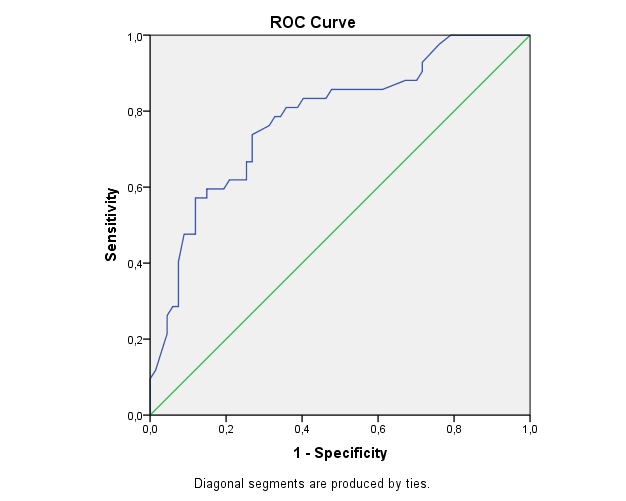 ROC Curve
1,0
0,8
0,6
0,4
0,2
0,0
Sensitivity
0,0 0,2 0,4 0,6 0,8 1,0
1 - Specificity
Diagonal segments are produced by ties.